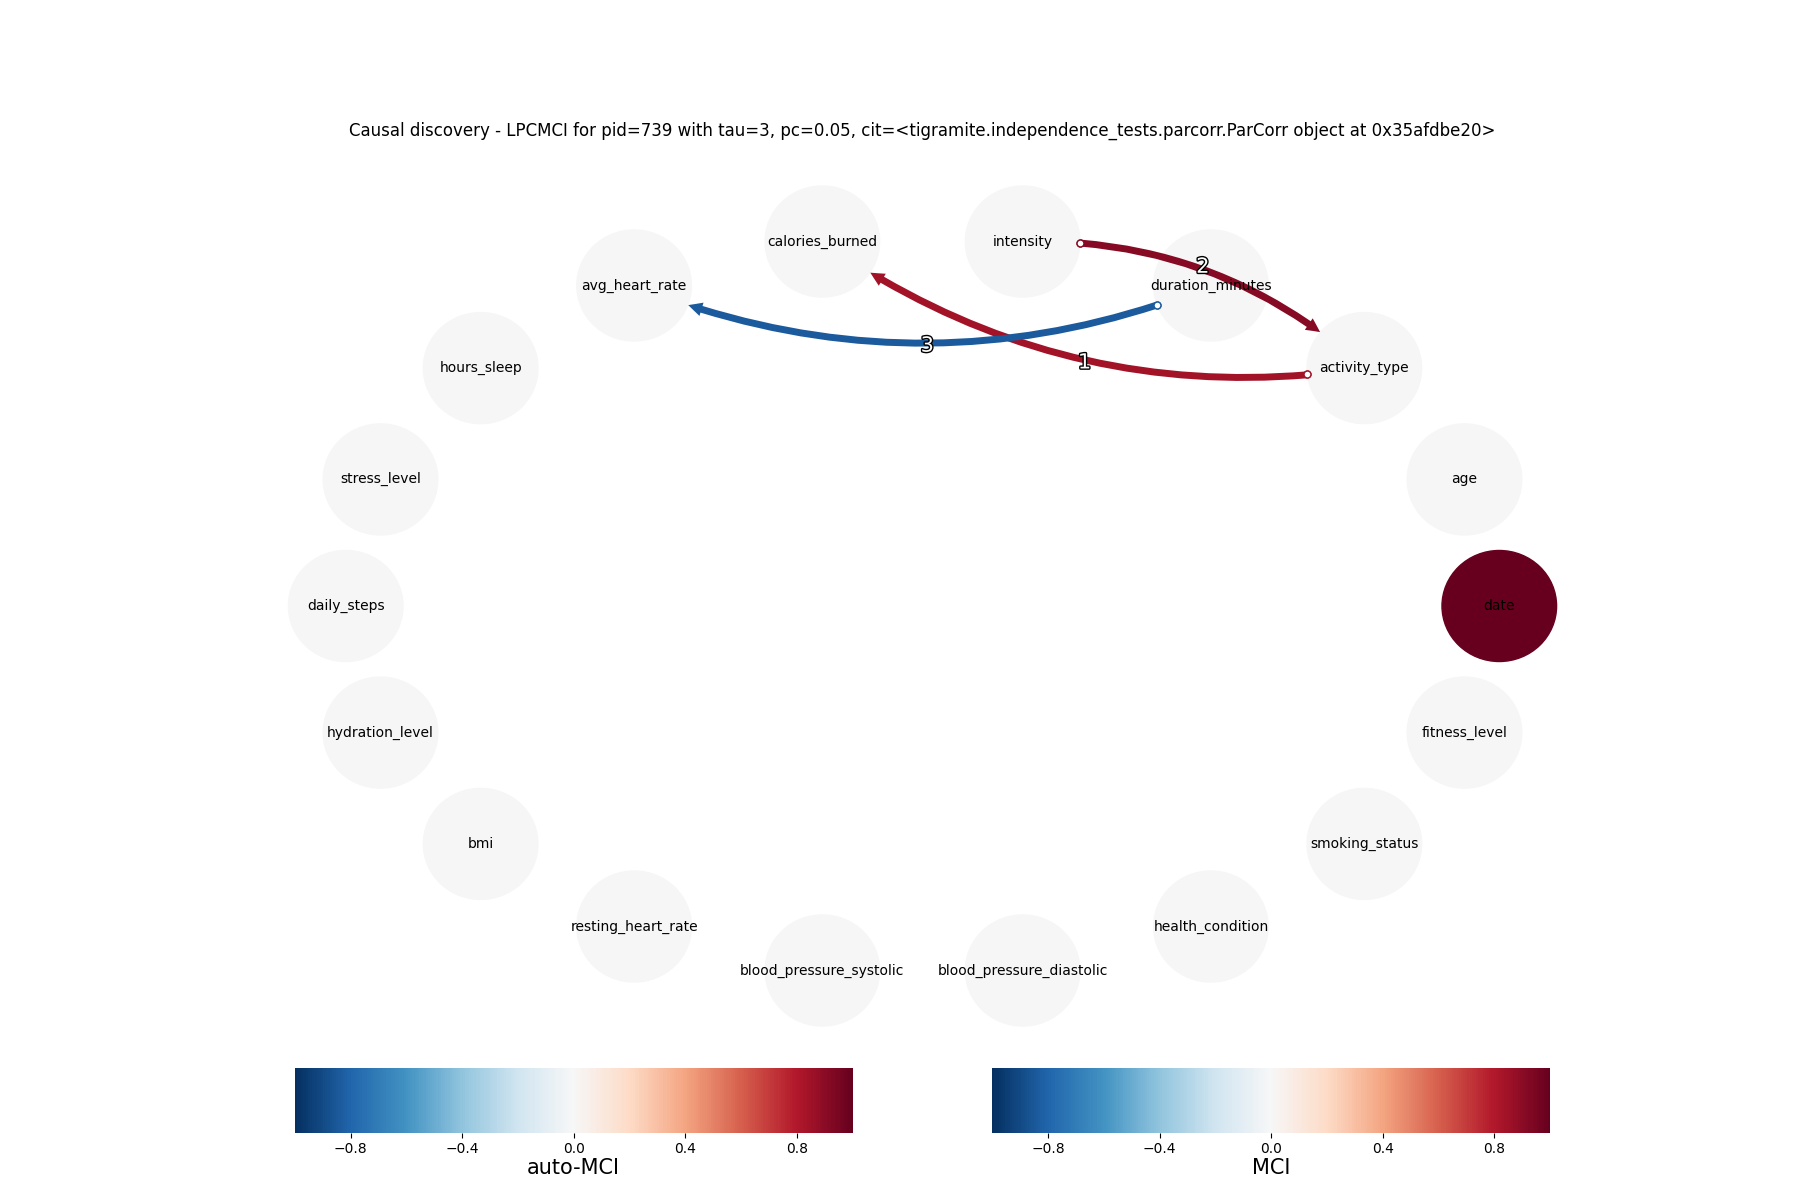 Causal discovery - LPCMCI for pid=739 with tau=3, pc=0.05, cit=<tigramite.independence_tests.parcorr.ParCorr object at 0x35afdbe20>
calories_burned
intensity
2
avg_heart_rate
duration_minutes
3
1
hours_sleep
activity_type
stress_level
age
daily_steps
date
hydration_level
fitness_level
bmi
smoking_status
resting_heart_rate
health_condition
blood_pressure_systolic
blood_pressure_diastolic
−0.8 −0.4 0.0 0.4 0.8
auto-MCI
−0.8 −0.4 0.0 0.4 0.8
MCI